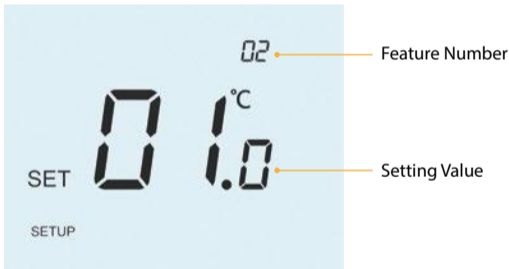 02
Feature Number
°C
SET 01.0
Setting Value
SETUP